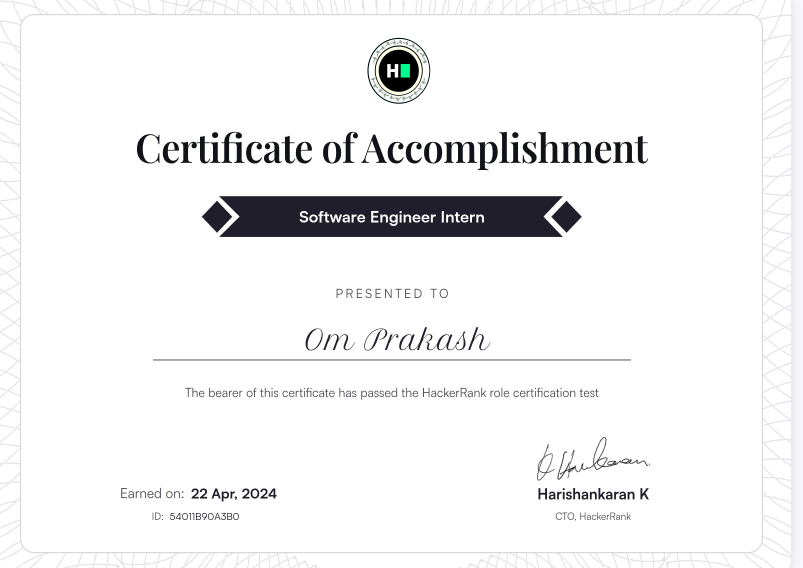 H
Certificate of Accomplishment
Software Engineer Intern
PRESENTED TO
Om Prakash
The bearer of this certificate has passed the HackerRank role certification test
Earned on: 22 Apr, 2024
ID: 54011B90A3B0
Harishankaran K
CTO, HackerRank